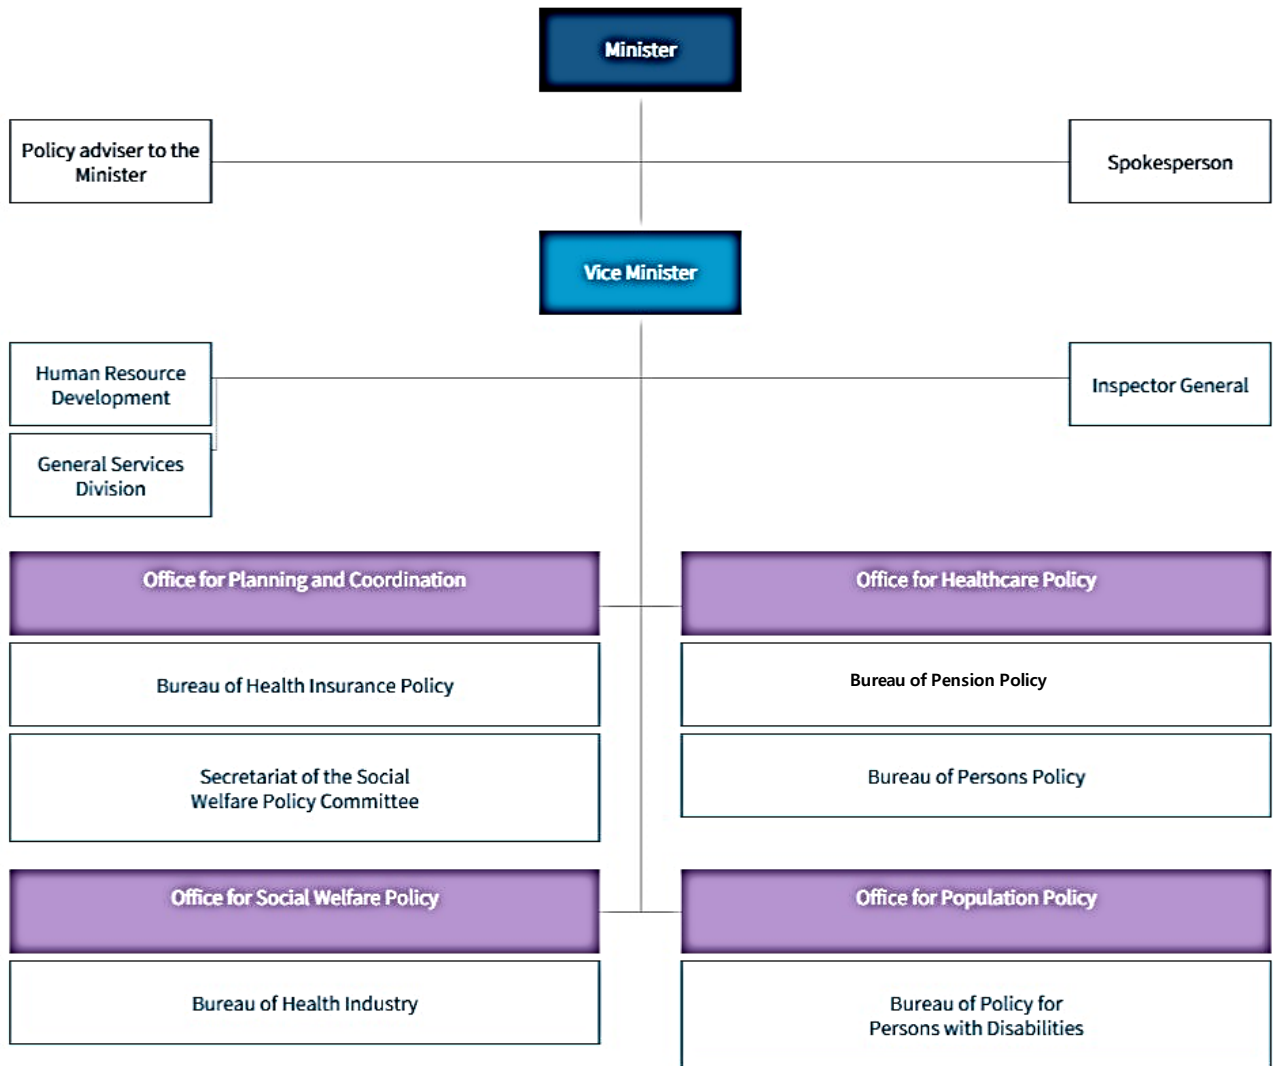 Minister
Policy adviser to the
Minister
Spokesperson
Vice Minister
Human Resource
Development
Inspector General
General Services
Division
Office for Planning and Coordination
Office for Healthcare Policy
Bureau of Health Insurance Policy
Bureau of Pension Policy
Secretariat of the Social
Welfare Policy Committee
Bureau of Persons Policy
Office for Social Welfare Policy
Office for Population Policy
Bureau of Health Industry
Bureau of Policy for
Persons with Disabilities